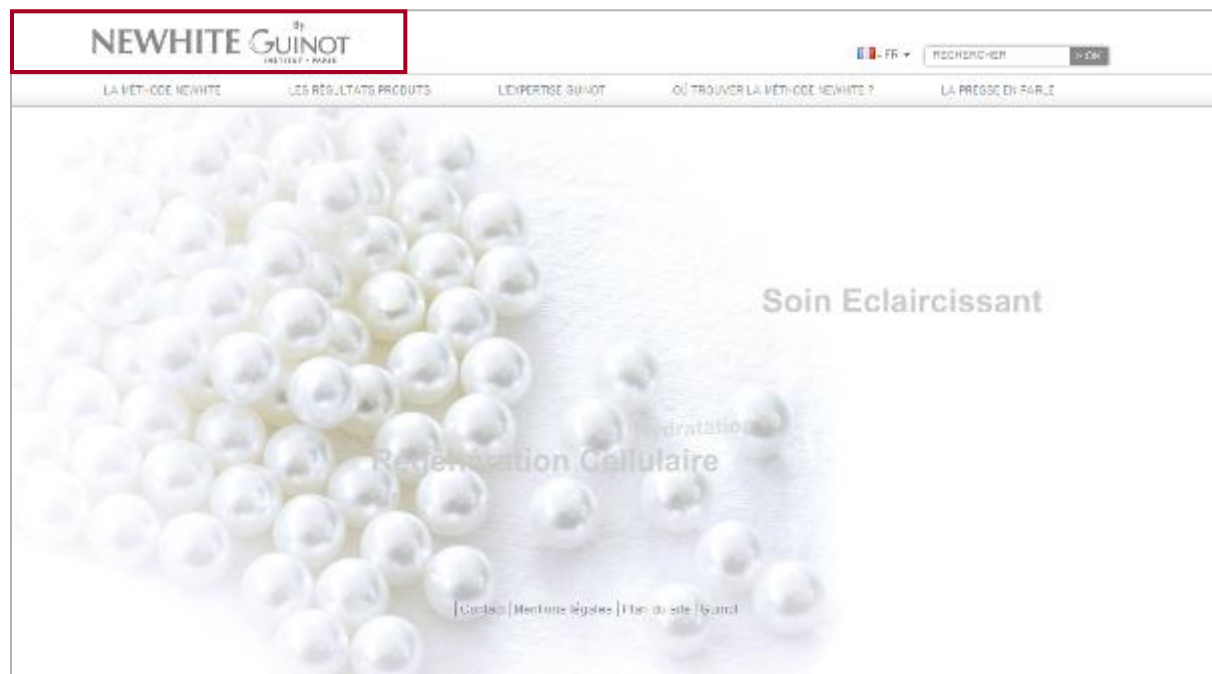 By
NEWHITE GUINOT
INSTITUT • PARIS
FR
RECHERCHER
> OK
LA MÉTHODE NEWHITE
LES RÉSULTATS PRODUITS
L'EXPERTISE GUINOT
OÙ TROUVER LA MÉTHODE NEWHITE ?
LA PRESSE EN PARLE
Soin Eclaircissant
Hydratation
Régénération Cellulaire
| Contact | Mentions légales | Plan du site | Guinot